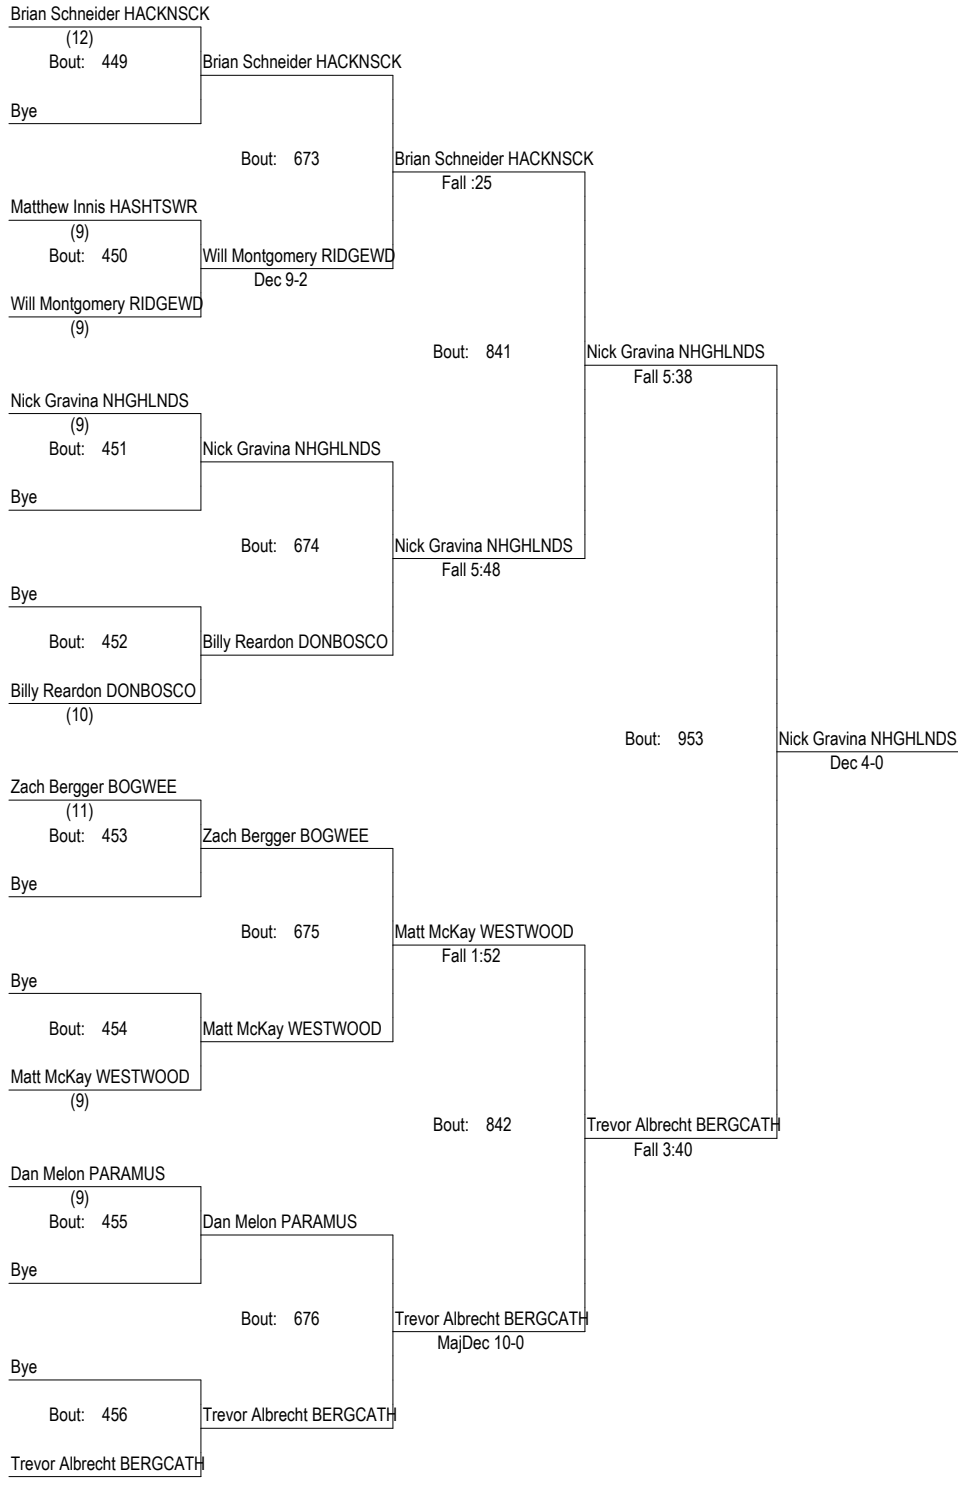 Brian Schneider HACKNSCK
(12)
Bout: 449
Brian Schneider HACKNSCK
Bye
Bout: 673
Brian Schneider HACKNSCK
Fall :25
Matthew Innis HASHTSWR
(9)
Bout: 450
Will Montgomery RIDGEWD
Dec 9-2
Will Montgomery RIDGEWD
(9)
Bout: 841
Nick Gravina NHGHLNDS
Fall 5:38
Nick Gravina NHGHLNDS
(9)
Bout: 451
Nick Gravina NHGHLNDS
Bye
Bout: 674
Nick Gravina NHGHLNDS
Fall 5:48
Bye
Bout: 452
Billy Reardon DONBOSCO
Billy Reardon DONBOSCO
(10)
Bout: 953
Nick Gravina NHGHLNDS
Dec 4-0
Zach Bergger BOGWEE
(11)
Bout: 453
Zach Bergger BOGWEE
Bye
Bout: 675
Matt McKay WESTWOOD
Fall 1:52
Bye
Bout: 454
Matt McKay WESTWOOD
Matt McKay WESTWOOD
(9)
Bout: 842
Trevor Albrecht BERGCATH
Fall 3:40
Dan Melon PARAMUS
(9)
Bout: 455
Dan Melon PARAMUS
Bye
Bout: 676
Trevor Albrecht BERGCATH
MajDec 10-0
Bye
Bout: 456
Trevor Albrecht BERGCATH
Trevor Albrecht BERGCATH